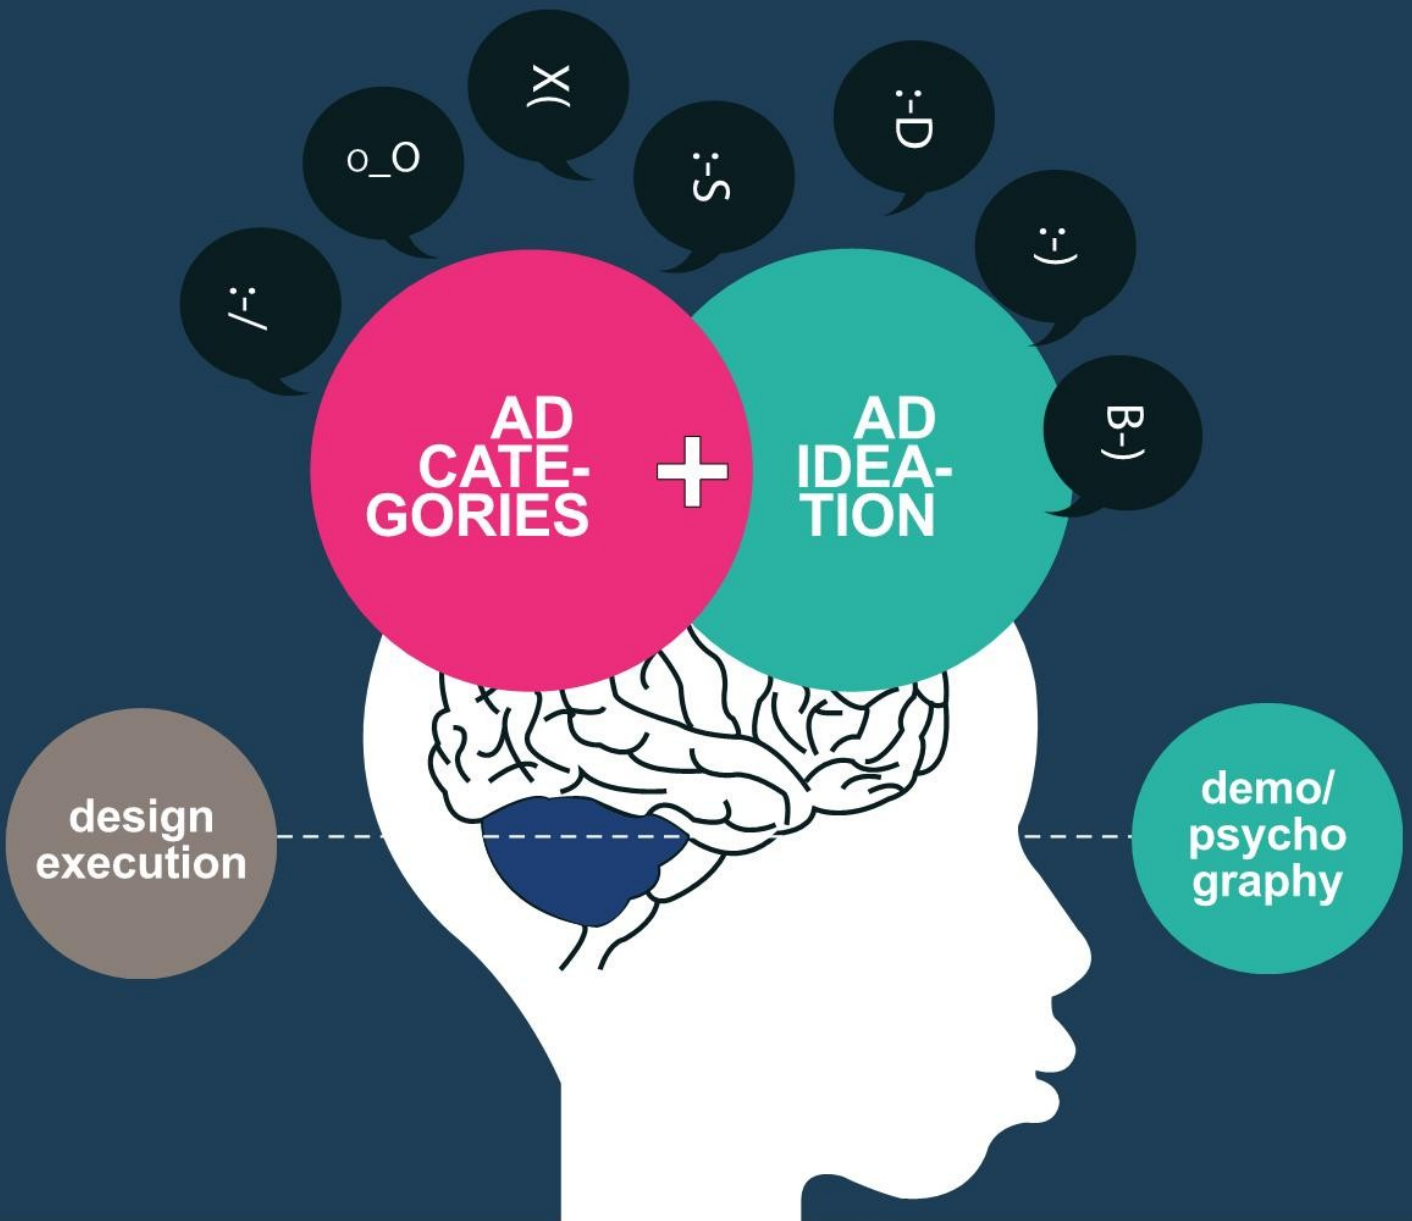 X(
:-D
o_O
:-S
:-)
:-/
AD
CATE-
GORIES
+
AD
IDEA-
TION
B-)
design
execution
demo/
psycho
graphy